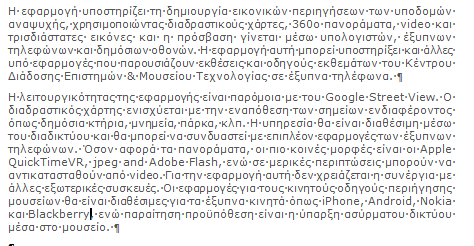 Η εφαρμογή υποστηρίζει τη δημιουργία εικονικών περιηγήσεων των υποδομών
αναψυχής, χρησιμοποιώντας διαδραστικούς χάρτες, 360ο πανοράματα, video και
τρισδιάστατες εικόνες και η πρόσβαση γίνεται μέσω υπολογιστών, έξυπνων
τηλεφώνων και δημόσιων οθονών. Η εφαρμογή αυτή μπορεί υποστηρίξει και άλλες
υπό εφαρμογές που παρουσιάζουν εκθέσεις και οδηγούς εκθεμάτων του Κέντρου
Διάδοσης Επιστημών & Μουσείου Τεχνολογίας σε έξυπνα τηλέφωνα. ¶
Η λειτουργικότητας της εφαρμογής είναι παρόμοια με του Google Street View. Ο
διαδραστικός χάρτης ενισχύεται με την εναπόθεση των σημείων ενδιαφέροντος
όπως δημόσια κτήρια, μνημεία, πάρκα, κλπ. Η υπηρεσία θα είναι διαθέσιμη μέσω
του διαδικτύου και θα μπορεί να συνδυαστεί με επιπλέον εφαρμογές των έξυπνων
τηλεφώνων. Όσον αφορά τα πανοράματα, οι πιο κοινές μορφές είναι οι Apple
QuickTimeVR, jpeg and Adobe Flash, ενώ σε μερικές περιπτώσεις μπορούν να
αντικατασταθούν από video. Για την εφαρμογή αυτή δεν χρειάζεται η συνέργια με
άλλες εξωτερικές συσκευές. Οι εφαρμογές για τους κινητούς οδηγούς περιήγησης
μουσείων θα είναι διαθέσιμες για τα έξυπνα κινητά όπως iPhone, Android, Nokia
και Blackberry ενώ παραίτηση προϋπόθεση είναι η ύπαρξη ασύρματου δικτύου
μέσα στο μουσείο. ¶